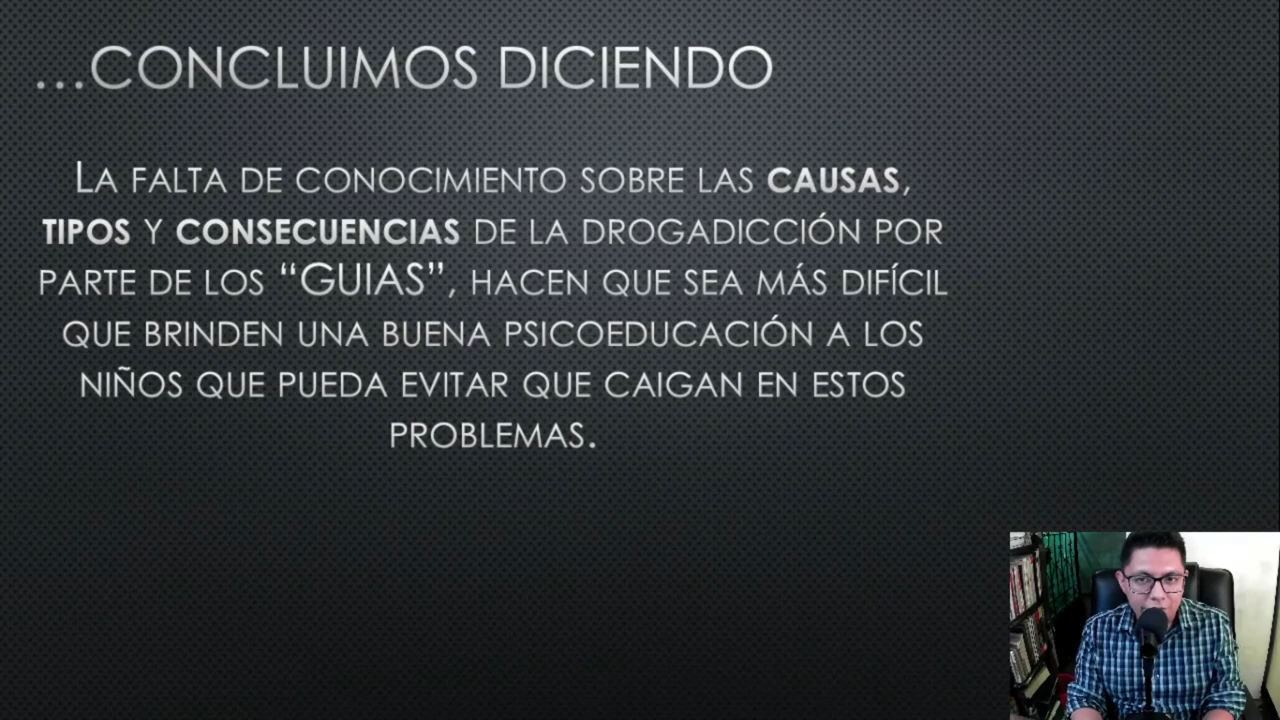 ...CONCLUIMOS DICIENDO
LA FALTA DE CONOCIMIENTO SOBRE LAS CAUSAS,
TIPOS Y CONSECUENCIAS DE LA DROGADICCIÓN POR
PARTE DE LOS “GUIAS”, HACEN QUE SEA MÁS DIFÍCIL
QUE BRINDEN UNA BUENA PSICOEDUCACIÓN A LOS
NIÑOS QUE PUEDA EVITAR QUE CAIGAN EN ESTOS
PROBLEMAS.